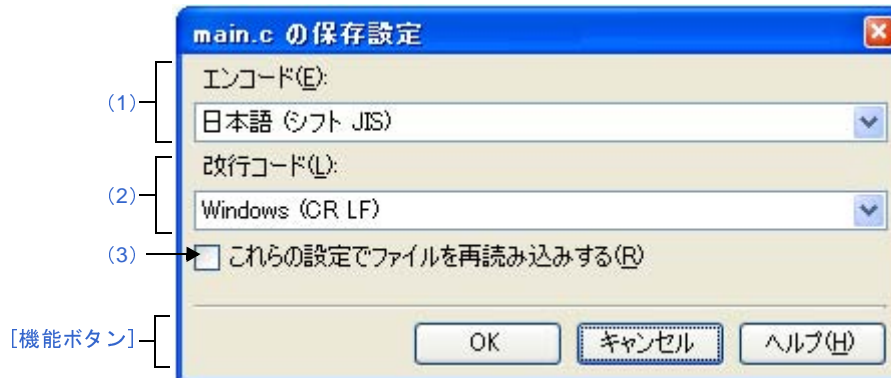 main.c の保存設定
(1)
エンコード(E):
日本語 (シフト JIS)
(2)
改行コード(L):
Windows (CR LF)
(3)
これらの設定でファイルを再読み込みする(R)
[機能ボタン]
OK
キャンセル
ヘルプ(H)